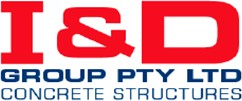 I&D
GROUP PTY LTD
CONCRETE STRUCTURES